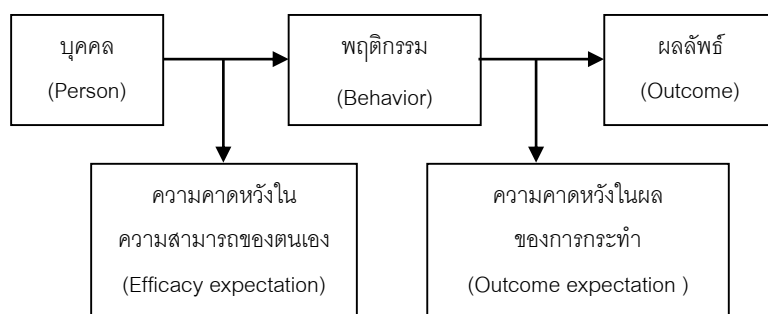 บุคคล
(Person)
พฤติกรรม
(Behavior)
ผลลัพธ์
(Outcome)
ความคาดหวังใน
ความสามารถของตนเอง
(Efficacy expectation)
ความคาดหวังในผล
ของการกระทำ
(Outcome expectation )